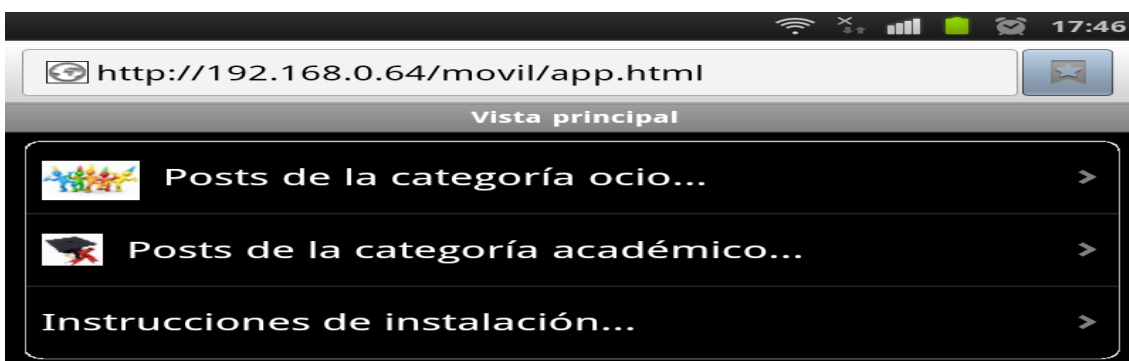 17:46
http://192.168.0.64/movil/app.html
Vista principal
Posts de la categoría ocio...
Posts de la categoría académico...
Instrucciones de instalación...